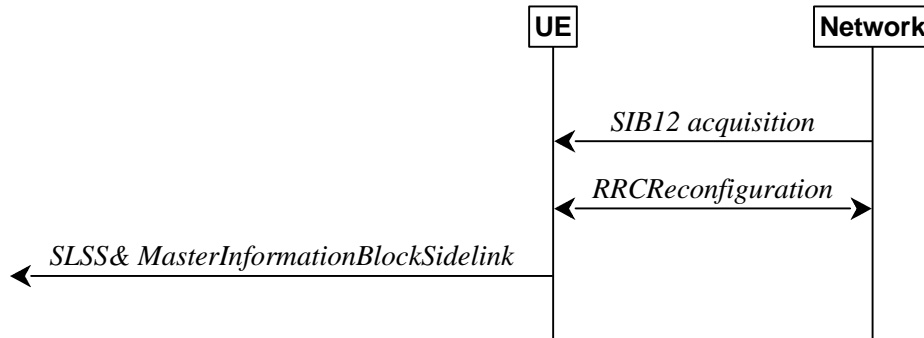 UE
Network
SIB12 acquisition
RRCReconfiguration
SLSS& MasterInformationBlockSidelink